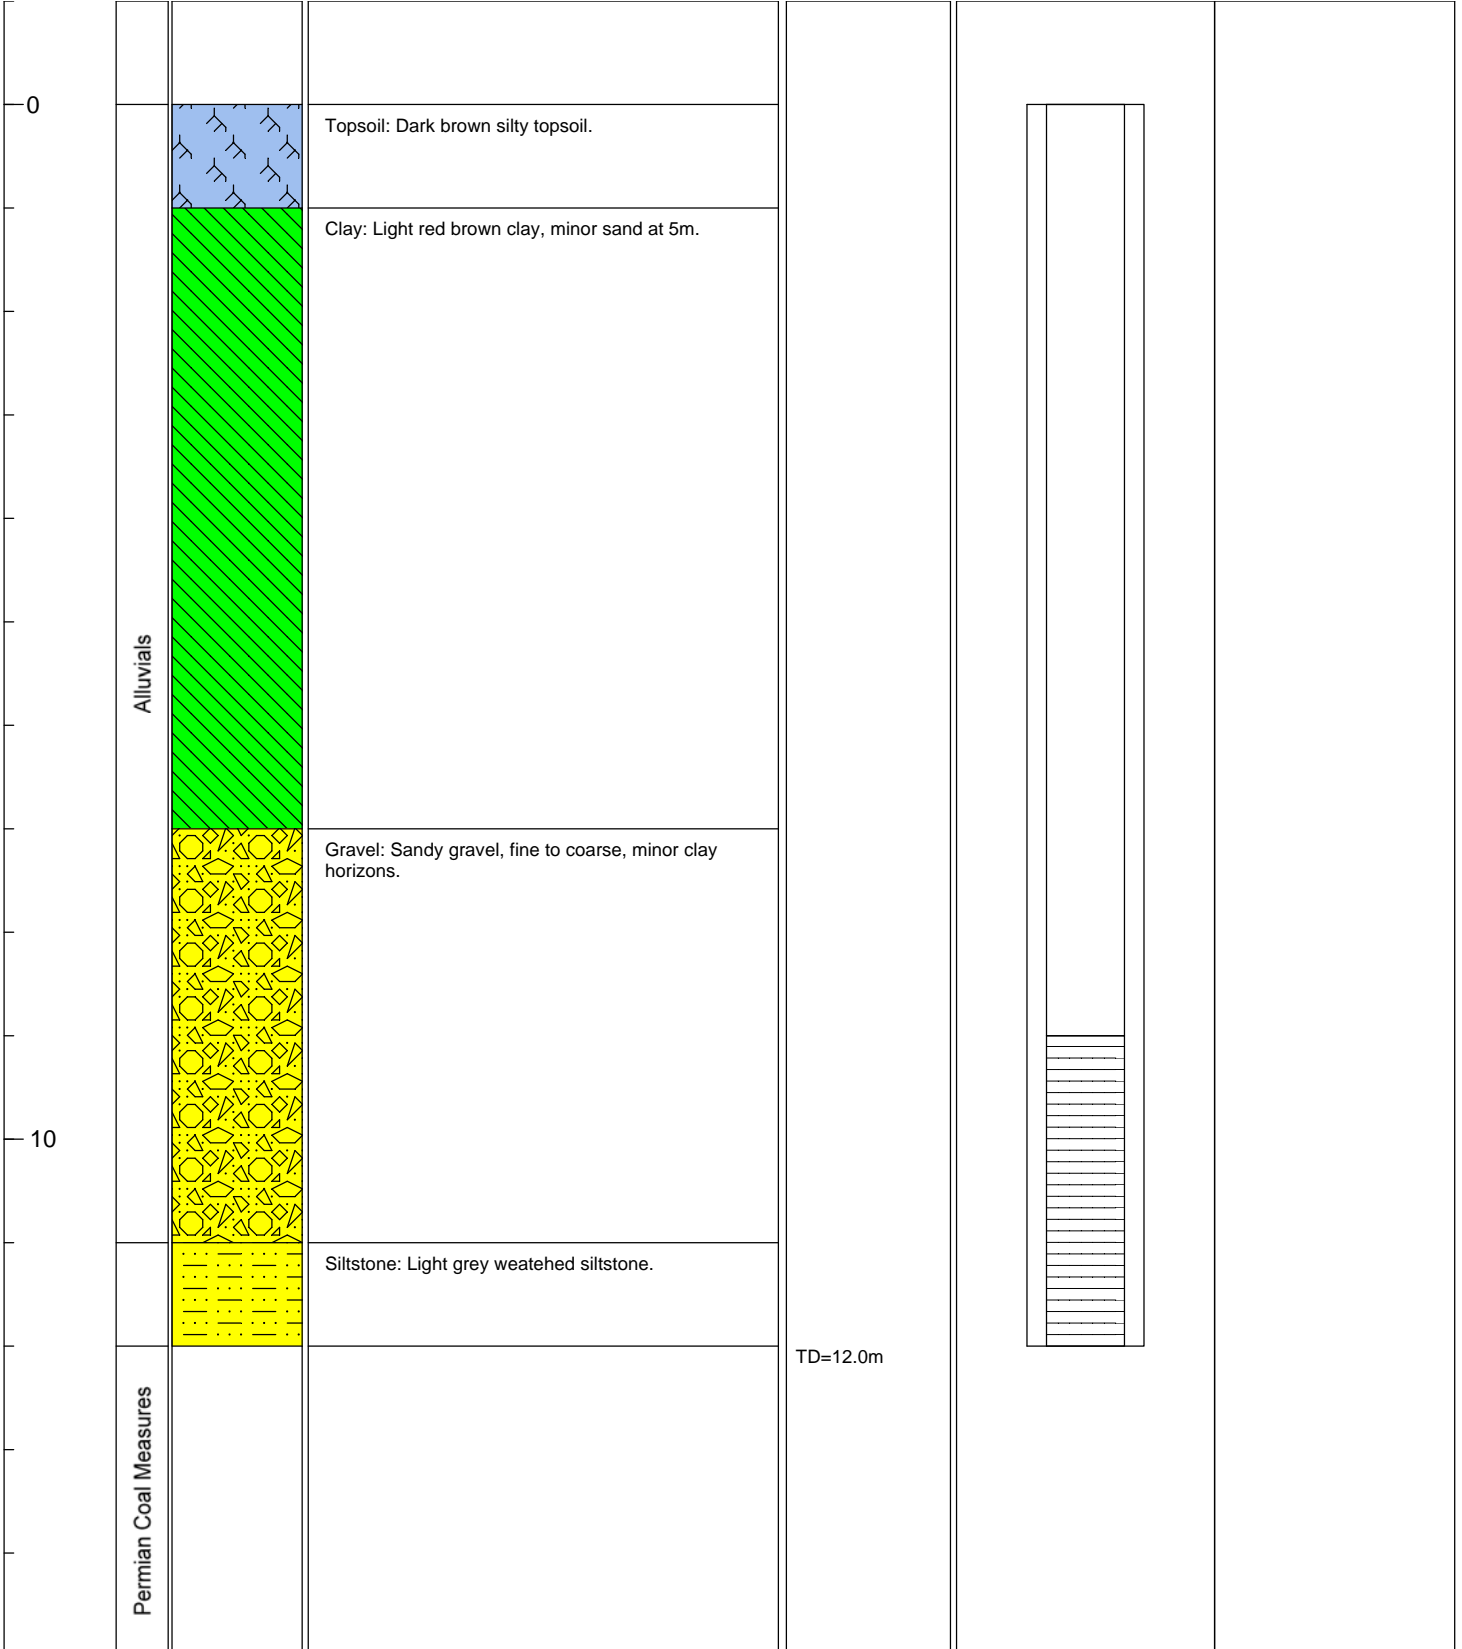 0
Topsoil: Dark brown silty topsoil.
Clay: Light red brown clay, minor sand at 5m.
Alluvials
Gravel: Sandy gravel, fine to coarse, minor clay
horizons.
10
Siltstone: Light grey weatehed siltstone.
TD=12.0m
Permian Coal Measures